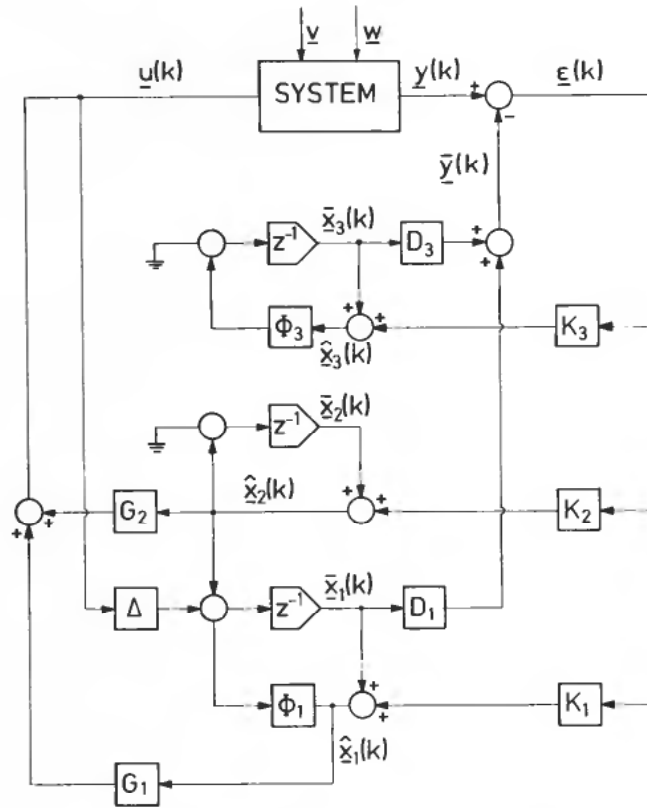 v w
u(k) SYSTEM y(k) + ε(k)
-
ȳ(k)
z⁻¹ x̄₃(k) D₃ +
+
Φ₃ + + K₃
x̂₃(k)
z⁻¹ x̄₂(k)
+ + G₂ x̂₂(k) + + K₂
Δ z⁻¹ x̄₁(k) D₁
Φ₁ + + K₁
x̂₁(k)
G₁